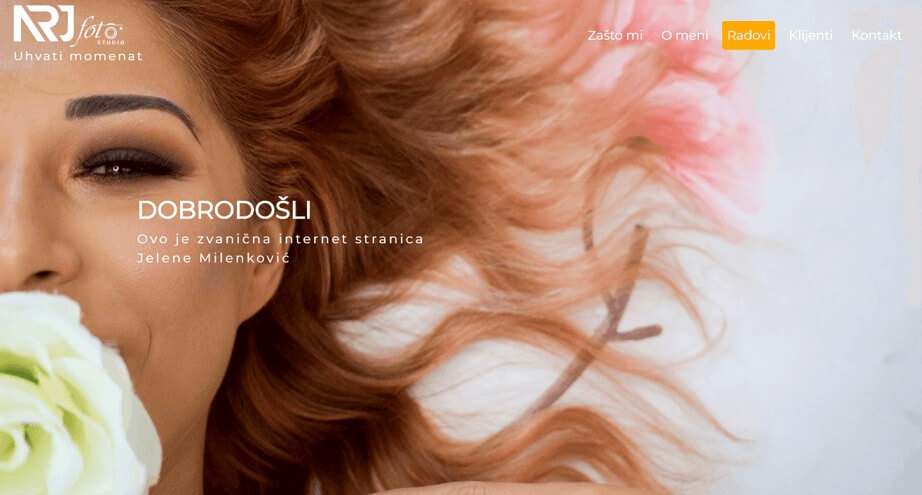 NRJ foto
STUDIO
Uhvati momenat
Zašto mi O meni Radovi Klijenti Kontakt
DOBRODOŠLI
Ovo je zvanična internet stranica
Jelene Milenković